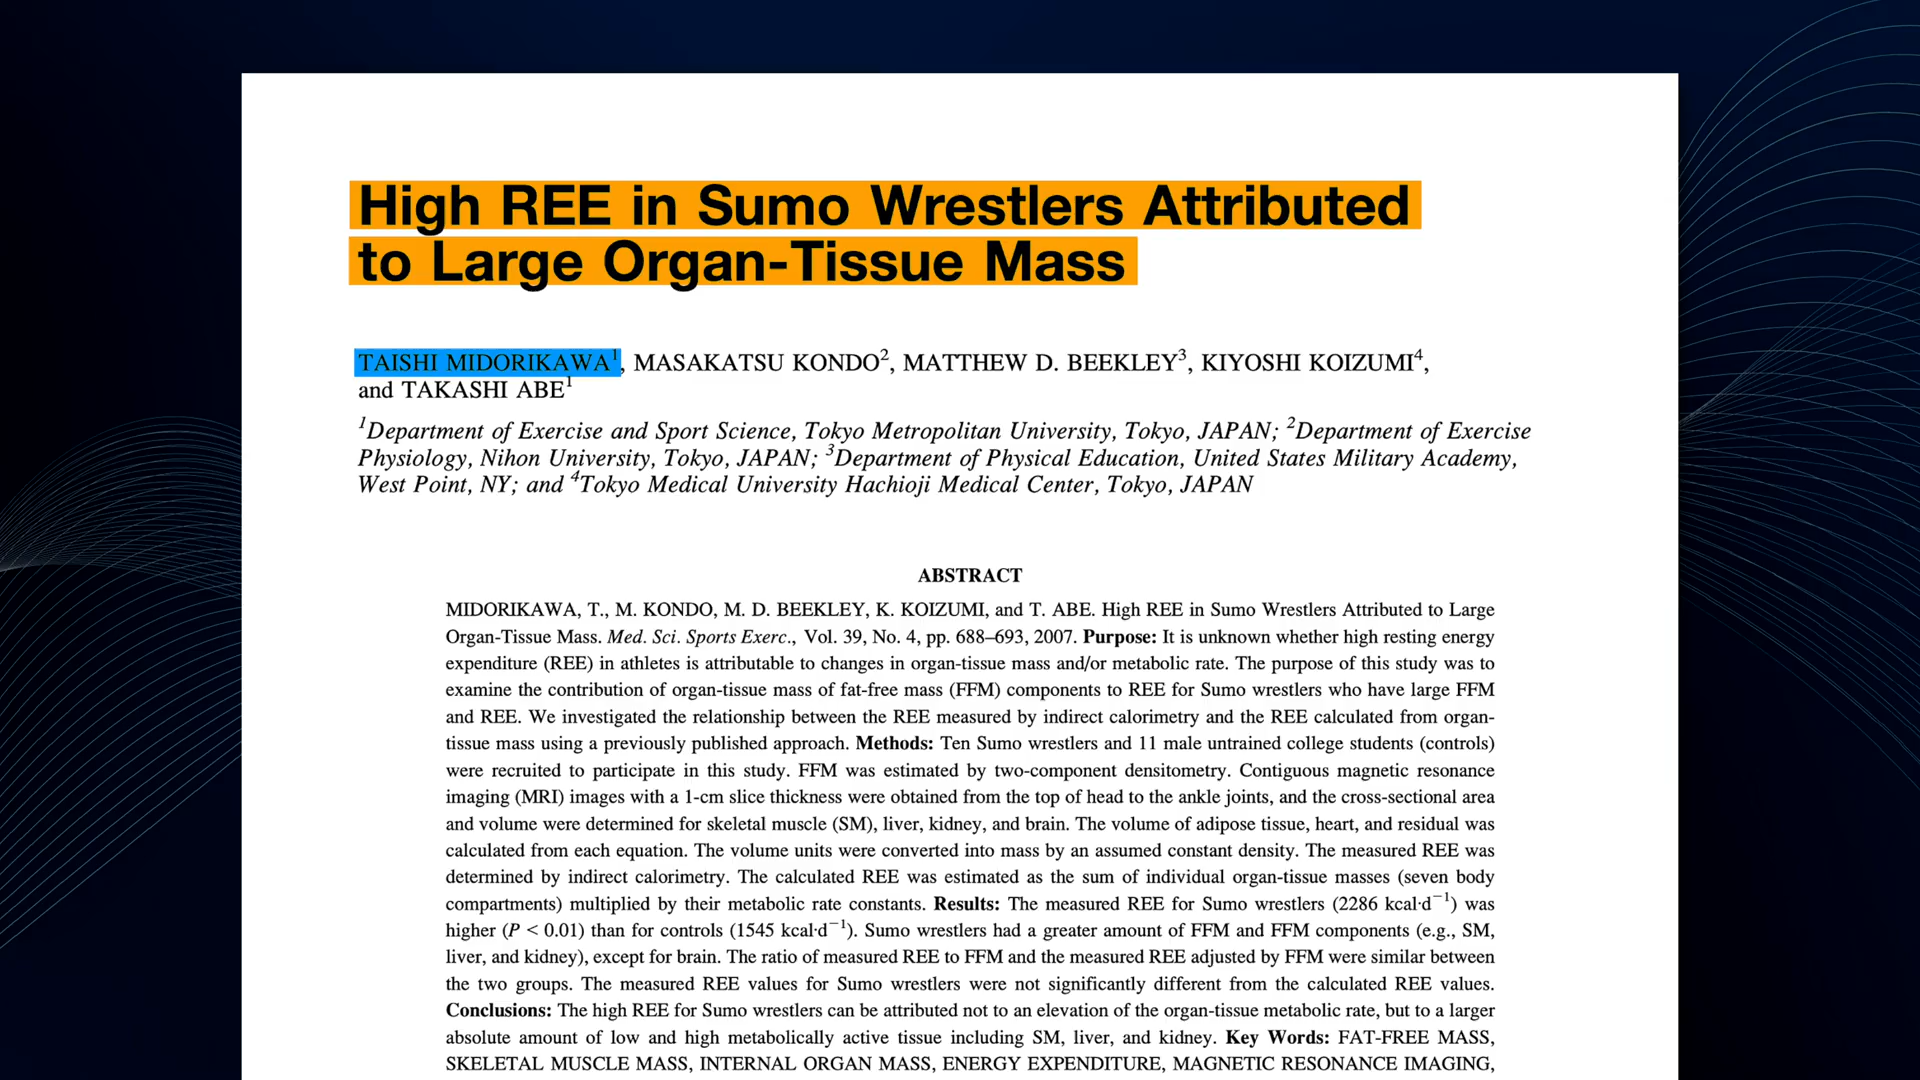 High REE in Sumo Wrestlers Attributed
to Large Organ-Tissue Mass
TAISHI MIDORIKAWA¹, MASAKATSU KONDO², MATTHEW D. BEEKLEY³, KIYOSHI KOIZUMI⁴,
and TAKASHI ABE¹
¹Department of Exercise and Sport Science, Tokyo Metropolitan University, Tokyo, JAPAN; ²Department of Exercise
Physiology, Nihon University, Tokyo, JAPAN; ³Department of Physical Education, United States Military Academy,
West Point, NY; and ⁴Tokyo Medical University Hachioji Medical Center, Tokyo, JAPAN
ABSTRACT
MIDORIKAWA, T., M. KONDO, M. D. BEEKLEY, K. KOIZUMI, and T. ABE. High REE in Sumo Wrestlers Attributed to Large
Organ-Tissue Mass. Med. Sci. Sports Exerc., Vol. 39, No. 4, pp. 688–693, 2007. Purpose: It is unknown whether high resting energy
expenditure (REE) in athletes is attributable to changes in organ-tissue mass and/or metabolic rate. The purpose of this study was to
examine the contribution of organ-tissue mass of fat-free mass (FFM) components to REE for Sumo wrestlers who have large FFM
and REE. We investigated the relationship between the REE measured by indirect calorimetry and the REE calculated from organ-
tissue mass using a previously published approach. Methods: Ten Sumo wrestlers and 11 male untrained college students (controls)
were recruited to participate in this study. FFM was estimated by two-component densitometry. Contiguous magnetic resonance
imaging (MRI) images with a 1-cm slice thickness were obtained from the top of head to the ankle joints, and the cross-sectional area
and volume were determined for skeletal muscle (SM), liver, kidney, and brain. The volume of adipose tissue, heart, and residual was
calculated from each equation. The volume units were converted into mass by an assumed constant density. The measured REE was
determined by indirect calorimetry. The calculated REE was estimated as the sum of individual organ-tissue masses (seven body
compartments) multiplied by their metabolic rate constants. Results: The measured REE for Sumo wrestlers (2286 kcal·d⁻¹) was
higher (P < 0.01) than for controls (1545 kcal·d⁻¹). Sumo wrestlers had a greater amount of FFM and FFM components (e.g., SM,
liver, and kidney), except for brain. The ratio of measured REE to FFM and the measured REE adjusted by FFM were similar between
the two groups. The measured REE values for Sumo wrestlers were not significantly different from the calculated REE values.
Conclusions: The high REE for Sumo wrestlers can be attributed not to an elevation of the organ-tissue metabolic rate, but to a larger
absolute amount of low and high metabolically active tissue including SM, liver, and kidney. Key Words: FAT-FREE MASS,
SKELETAL MUSCLE MASS, INTERNAL ORGAN MASS, ENERGY EXPENDITURE, MAGNETIC RESONANCE IMAGING,